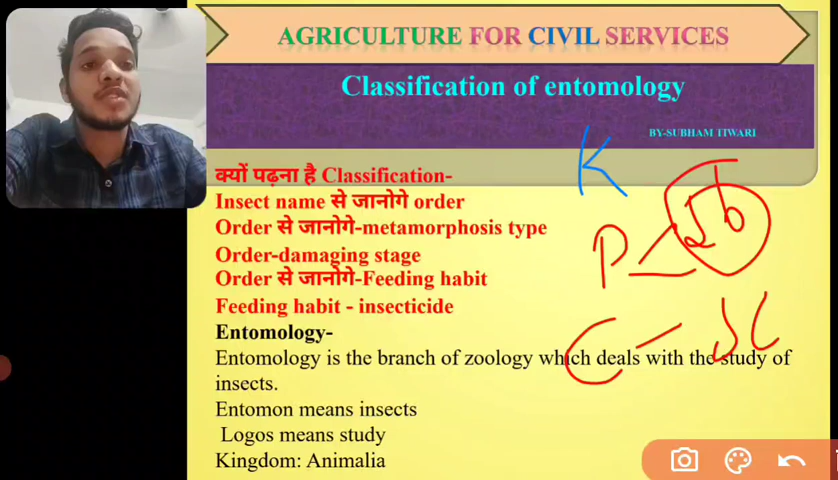 AGRICULTURE FOR CIVIL SERVICES
Classification of entomology
BY-SUBHAM TIWARI
K
क्यों पढ़ना है Classification-
Insect name से जानोगे order
Order से जानोगे-metamorphosis type
P
Order-damaging stage
Order से जानोगे-Feeding habit
Feeding habit - insecticide
C
Entomology-
Entomology is the branch of zoology which deals with the study of
insects.
Entomon means insects
Logos means study
Kingdom: Animalia